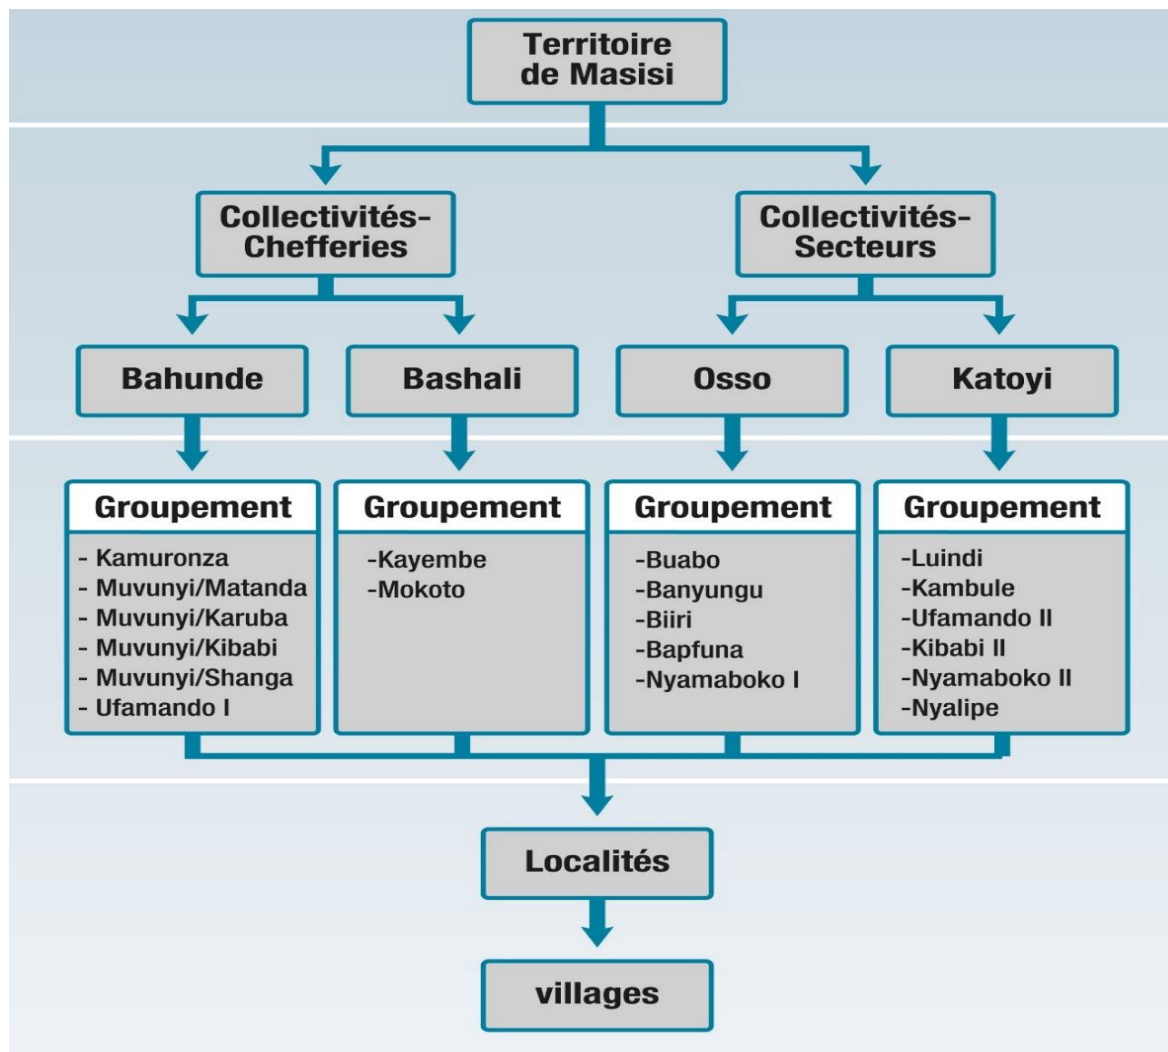 Territoire
de Masisi
Collectivités-
Chefferies
Collectivités-
Secteurs
Bahunde
Bashali
Osso
Katoyi
Groupement
- Kamuronza
- Muvunyi/Matanda
- Muvunyi/Karuba
- Muvunyi/Kibabi
- Muvunyi/Shanga
- Ufamando I
Groupement
-Kayembe
-Mokoto
Groupement
-Buabo
-Banyungu
-Biiri
-Bapfuna
-Nyamaboko I
Groupement
-Luindi
-Kambule
-Ufamando II
-Kibabi II
-Nyamaboko II
-Nyalipe
Localités
villages